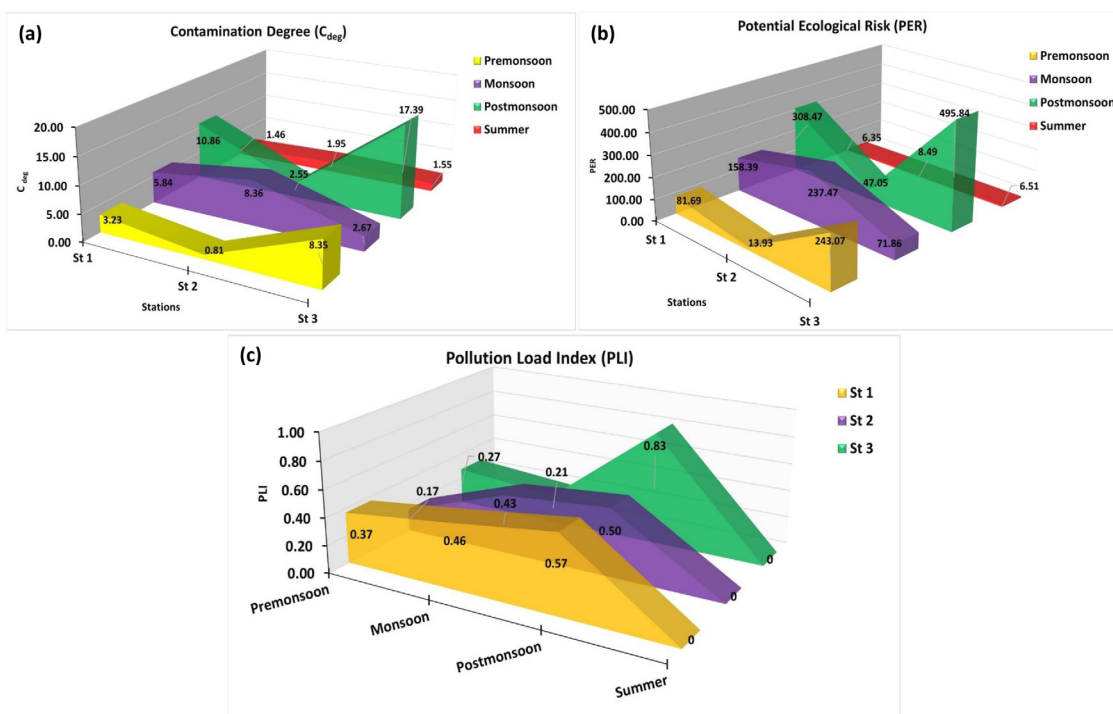 (a)
Contamination Degree (Cdeg)
Premonsoon
Monsoon
Postmonsoon
Summer
20.00
15.00
10.00
5.00
0.00
C deg
10.86
1.46
1.95
17.39
1.55
5.84
8.36
2.55
2.67
3.23
0.81
8.35
St 1
St 2
St 3
Stations
(b)
Potential Ecological Risk (PER)
Premonsoon
Monsoon
Postmonsoon
Summer
500.00
400.00
300.00
200.00
100.00
0.00
PER
308.47
6.35
8.49
495.84
6.51
158.39
237.47
47.05
71.86
81.69
13.93
243.07
St 1
St 2
St 3
Stations
(c)
Pollution Load Index (PLI)
St 1
St 2
St 3
1.00
0.80
0.60
0.40
0.20
0.00
PLI
0.27
0.21
0.83
0
0.17
0.43
0.50
0
0.37
0.46
0.57
0
Premonsoon
Monsoon
Postmonsoon
Summer